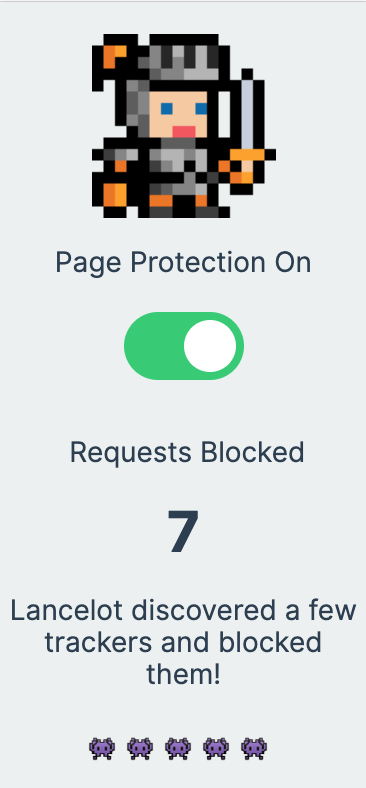 Page Protection On
Requests Blocked
7
Lancelot discovered a few
trackers and blocked
them!